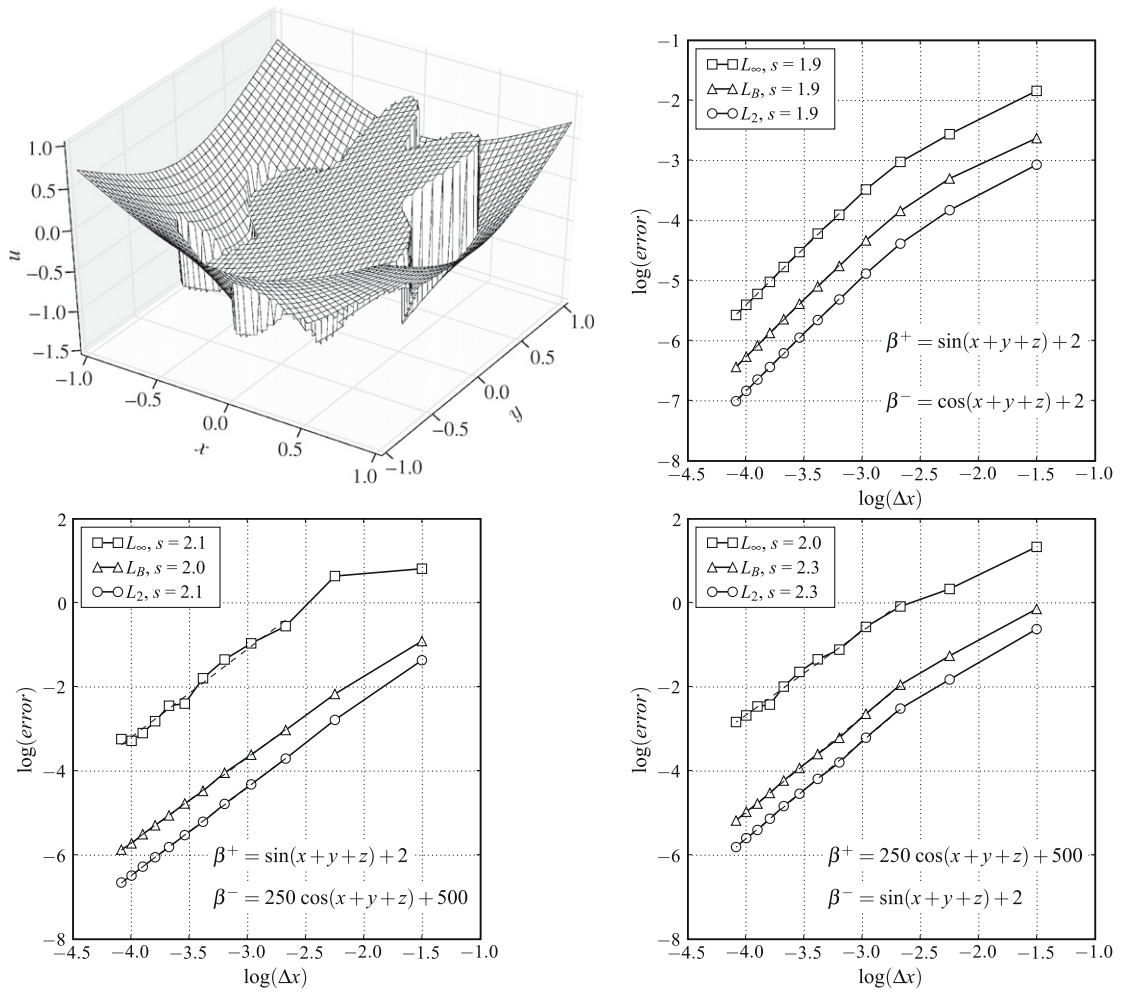 1.0
0.5
0.0
−0.5
−1.0
−1.5
u
−1.0
−0.5
0.0
0.5
1.0
x
−1.0
−0.5
0.0
0.5
1.0
y
−1
−2
−3
−4
−5
−6
−7
−8
log(error)
L∞, s = 1.9
L_B, s = 1.9
L₂, s = 1.9
β⁺ = sin(x+y+z)+2
β⁻ = cos(x+y+z)+2
−4.5 −4.0 −3.5 −3.0 −2.5 −2.0 −1.5 −1.0
log(Δx)
2
0
−2
−4
−6
−8
log(error)
L∞, s = 2.1
L_B, s = 2.0
L₂, s = 2.1
β⁺ = sin(x+y+z)+2
β⁻ = 250 cos(x+y+z)+500
−4.5 −4.0 −3.5 −3.0 −2.5 −2.0 −1.5 −1.0
log(Δx)
2
0
−2
−4
−6
−8
log(error)
L∞, s = 2.0
L_B, s = 2.3
L₂, s = 2.3
β⁺ = 250 cos(x+y+z)+500
β⁻ = sin(x+y+z)+2
−4.5 −4.0 −3.5 −3.0 −2.5 −2.0 −1.5 −1.0
log(Δx)